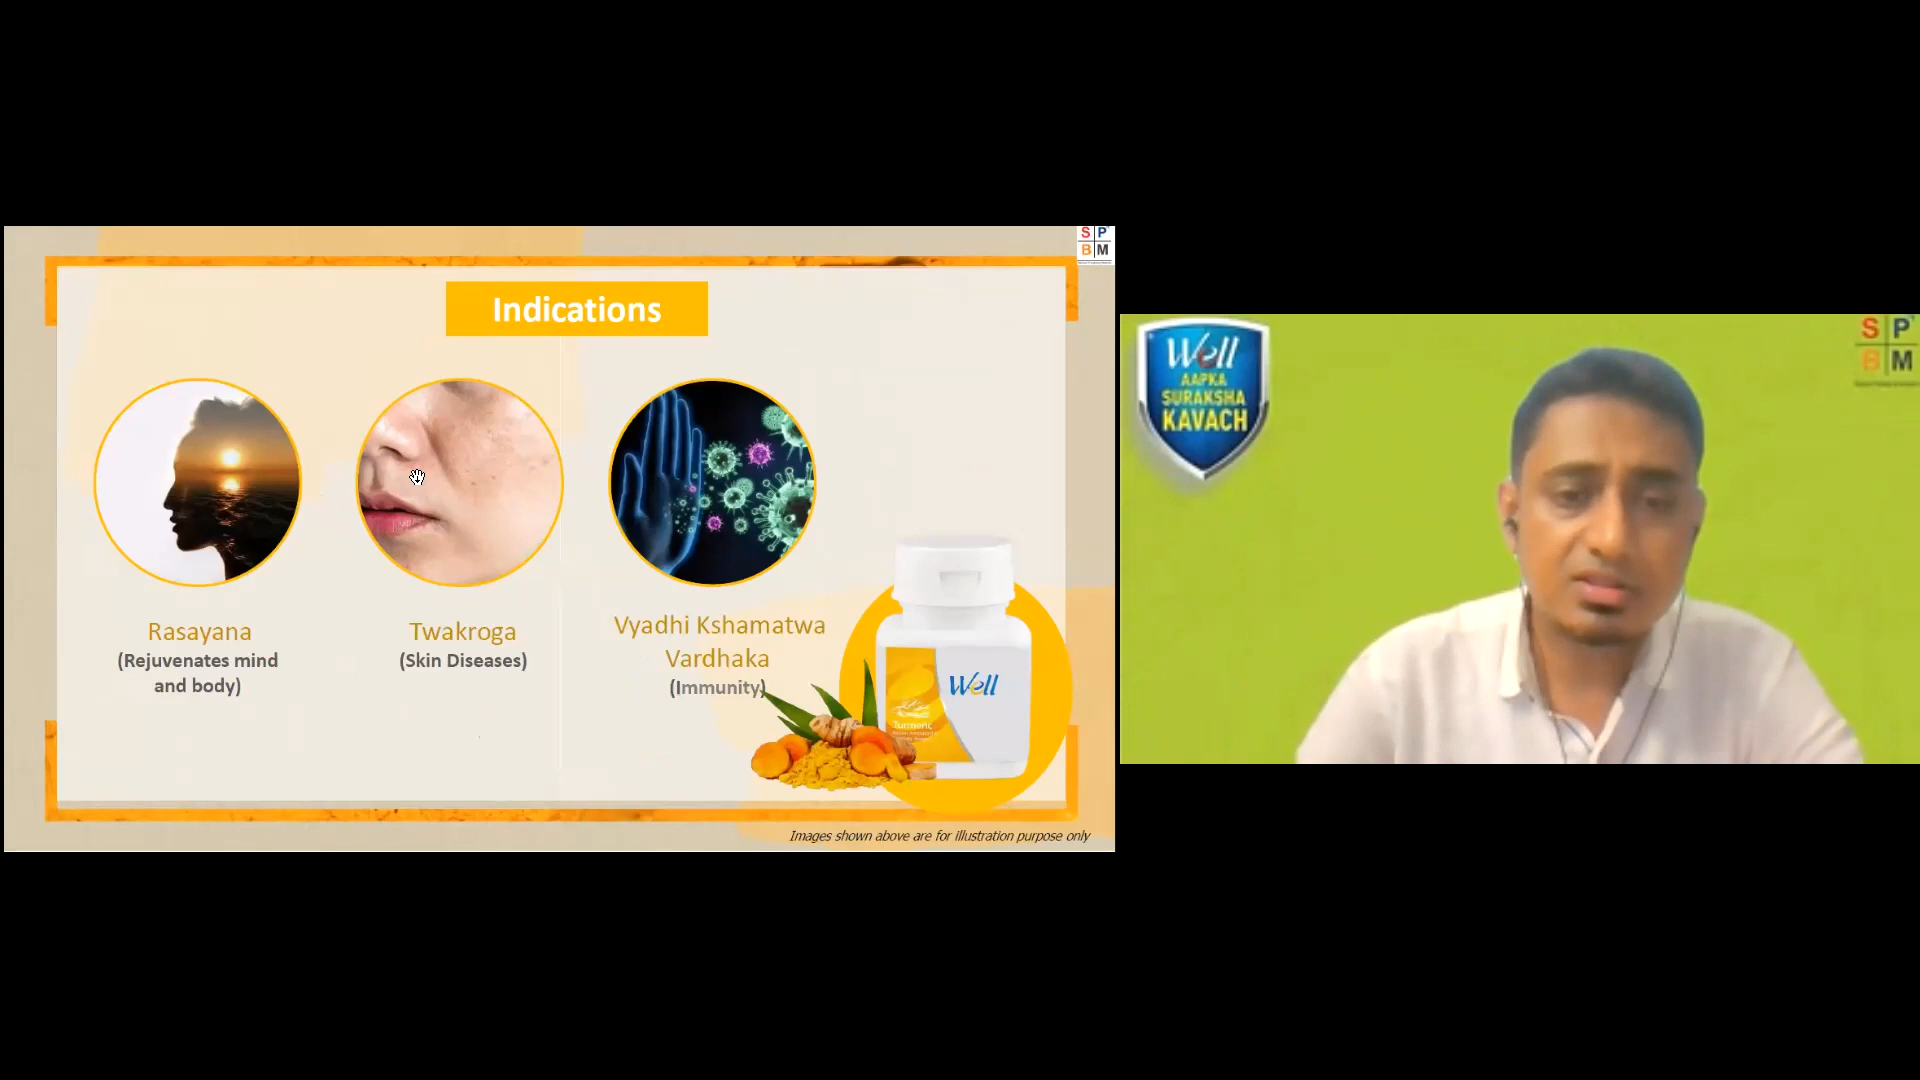 S P
B M
Indications
Rasayana
(Rejuvenates mind
and body)
Twakroga
(Skin Diseases)
Vyadhi Kshamatwa
Vardhaka
(Immunity)
Well
Turmeric
Images shown above are for illustration purpose only
Well
AAPKA
SURAKSHA
KAVACH
S P
B M